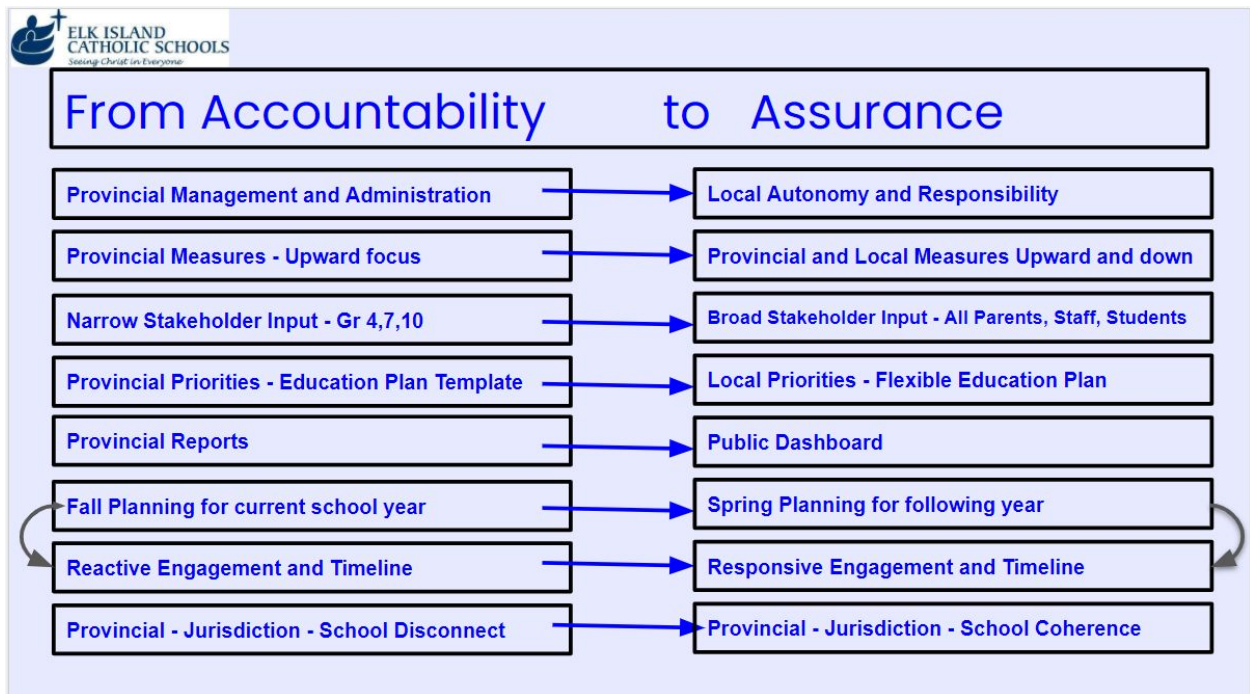 ELK ISLAND
CATHOLIC SCHOOLS
Seeing Christ in Everyone
From Accountability to Assurance
Provincial Management and Administration
Local Autonomy and Responsibility
Provincial Measures - Upward focus
Provincial and Local Measures Upward and down
Narrow Stakeholder Input - Gr 4,7,10
Broad Stakeholder Input - All Parents, Staff, Students
Provincial Priorities - Education Plan Template
Local Priorities - Flexible Education Plan
Provincial Reports
Public Dashboard
Fall Planning for current school year
Spring Planning for following year
Reactive Engagement and Timeline
Responsive Engagement and Timeline
Provincial - Jurisdiction - School Disconnect
Provincial - Jurisdiction - School Coherence